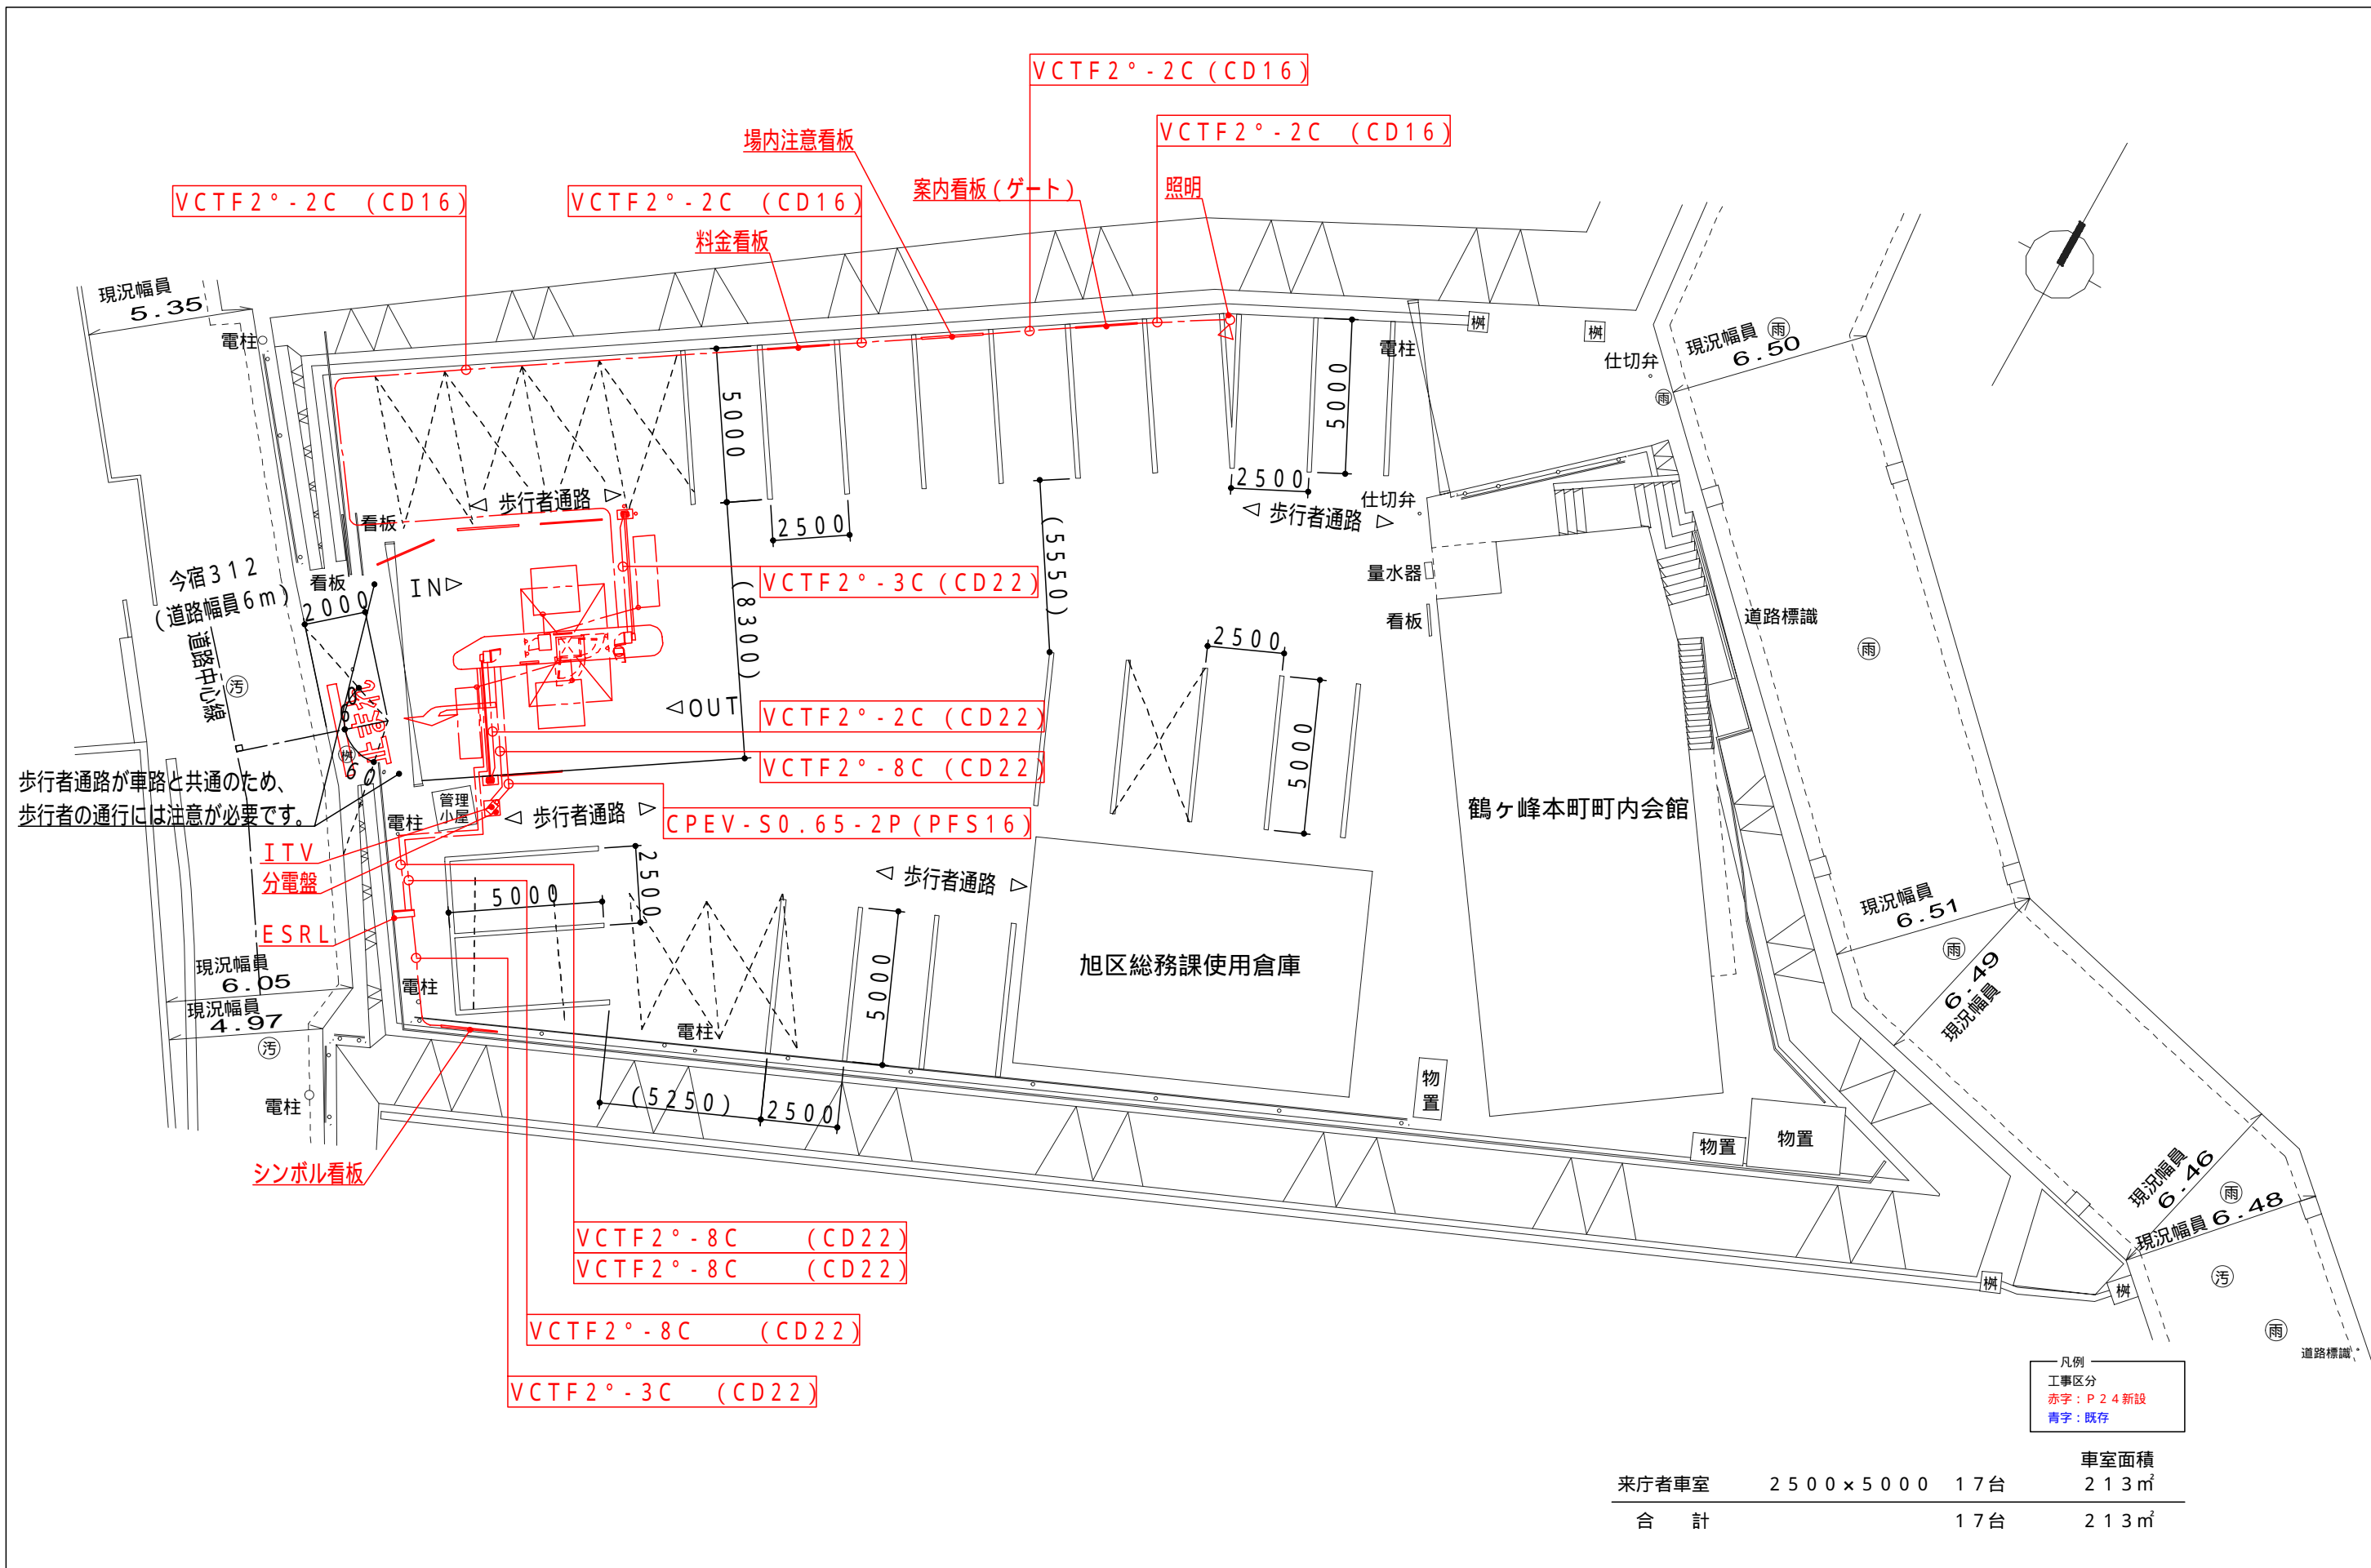 VCTF2°-2C (CD16)
VCTF2°-2C (CD16)
場内注意看板
案内看板(ゲート)
照明
VCTF2°-2C (CD16)
VCTF2°-2C (CD16)
料金看板
現況幅員
5.35
電柱
桝
桝
電柱
仕切弁
現況幅員
6.50
雨
雨
5000
5000
2500
◁ 歩行者通路 ▷
◁ 歩行者通路 ▷
仕切弁
看板
2500
(5550)
看板
IN▷
今宿312
(道路幅員6m)
2000
道路中心線
汚
VCTF2°-3C (CD22)
(8300)
量水器
看板
道路標識
雨
2500
◁OUT
VCTF2°-2C (CD22)
VCTF2°-8C (CD22)
5000
桝
60°
歩行者通路が車路と共通のため、
歩行者の通行には注意が必要です。
管理
小屋
電柱
◁ 歩行者通路 ▷
CPEV-S0.65-2P(PFS16)
鶴ヶ峰本町町内会館
ITV
分電盤
ESRL
5000
2500
◁ 歩行者通路 ▷
現況幅員
6.51
雨
現況幅員
6.05
現況幅員
4.97
汚
電柱
電柱
5000
旭区総務課使用倉庫
6.49
現況幅員
電柱
(5250)
2500
物
置
物置
物置
シンボル看板
現況幅員
6.46
雨
現況幅員 6.48
VCTF2°-8C (CD22)
VCTF2°-8C (CD22)
VCTF2°-8C (CD22)
VCTF2°-3C (CD22)
桝
桝
汚
雨
道路標識
凡例
工事区分
赤字：P24新設
青字：既存
車室面積
来庁者車室 2500×5000 17台 213㎡
合 計 17台 213㎡